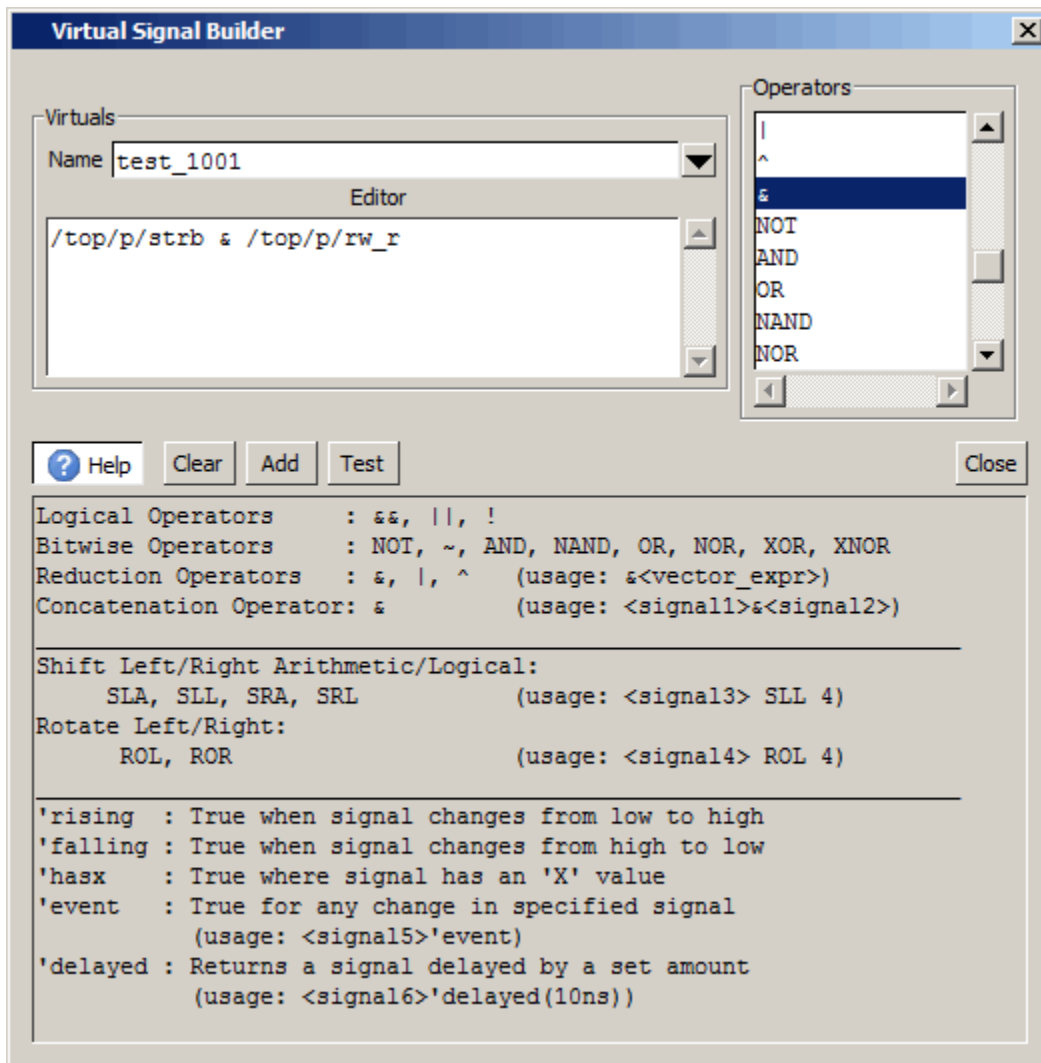 Virtual Signal Builder
Virtuals
Name test_1001
Editor
/top/p/strb & /top/p/rw_r
Operators
|
^
&
NOT
AND
OR
NAND
NOR
? Help Clear Add Test Close
Logical Operators : &&, ||, !
Bitwise Operators : NOT, ~, AND, NAND, OR, NOR, XOR, XNOR
Reduction Operators : &, |, ^ (usage: &<vector_expr>)
Concatenation Operator: & (usage: <signal1>&<signal2>)
Shift Left/Right Arithmetic/Logical:
SLA, SLL, SRA, SRL (usage: <signal3> SLL 4)
Rotate Left/Right:
ROL, ROR (usage: <signal4> ROL 4)
'rising : True when signal changes from low to high
'falling : True when signal changes from high to low
'hasx : True where signal has an 'X' value
'event : True for any change in specified signal
(usage: <signal5>'event)
'delayed : Returns a signal delayed by a set amount
(usage: <signal6>'delayed(10ns))